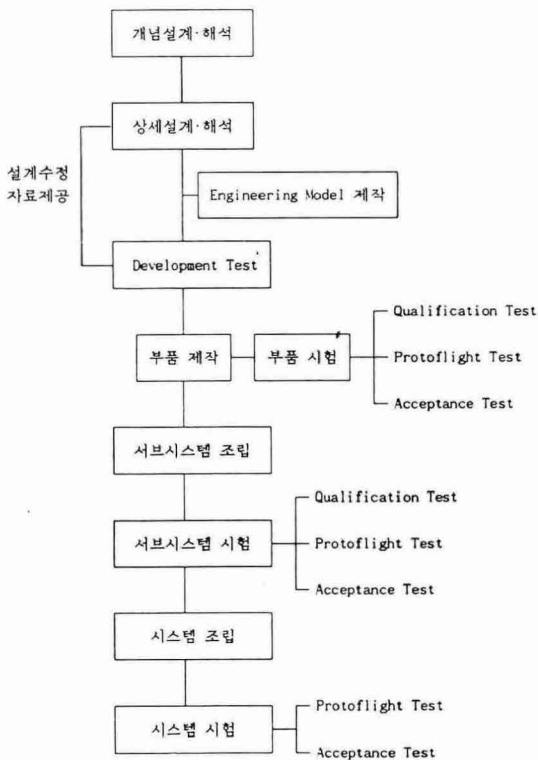 개념설계·해석
상세설계·해석
설계수정
자료제공
Engineering Model 제작
Development Test
부품 제작
부품 시험
Qualification Test
Protoflight Test
Acceptance Test
서브시스템 조립
서브시스템 시험
Qualification Test
Protoflight Test
Acceptance Test
시스템 조립
시스템 시험
Protoflight Test
Acceptance Test